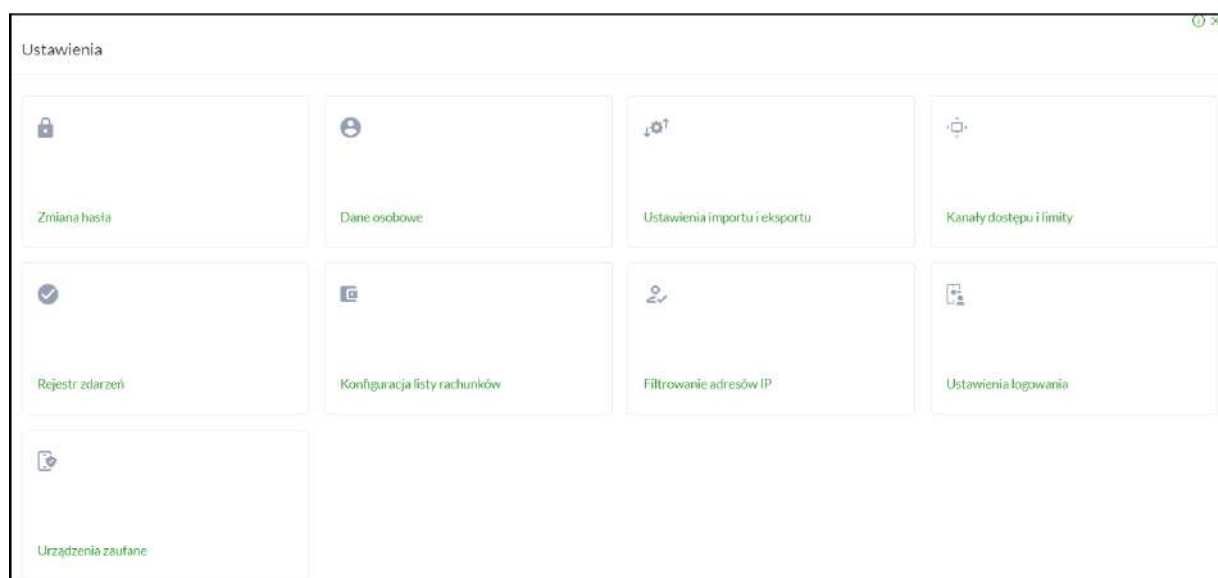 Ustawienia
Zmiana hasła
Dane osobowe
Ustawienia importu i eksportu
Kanały dostępu i limity
Rejestr zdarzeń
Konfiguracja listy rachunków
Filtrowanie adresów IP
Ustawienia logowania
Urządzenia zaufane